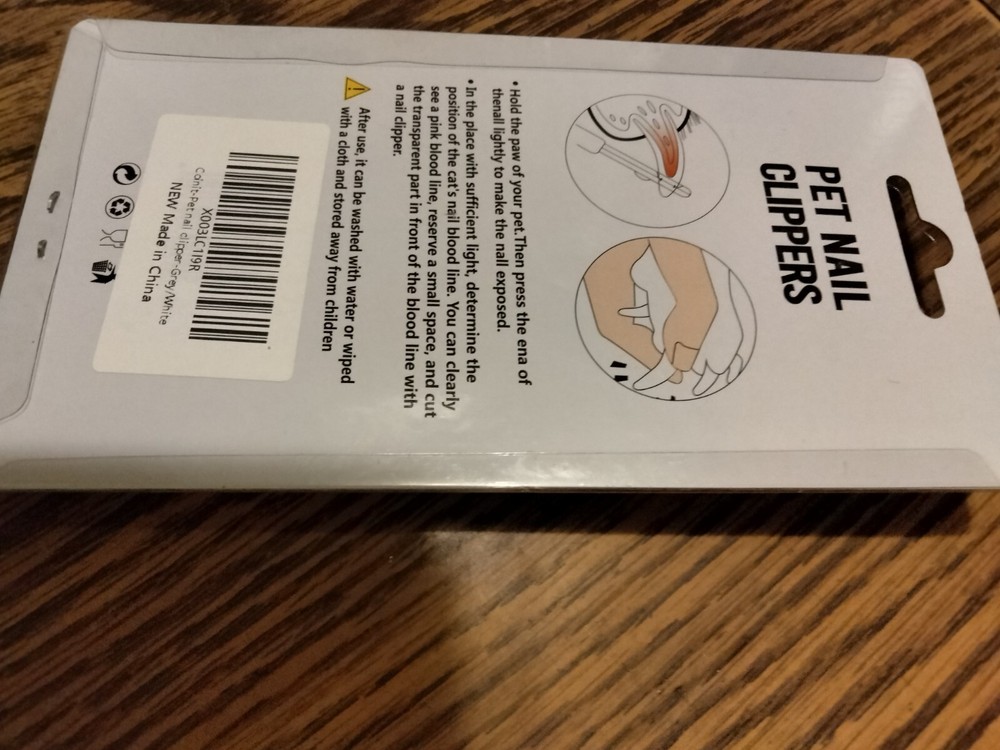 PET NAIL
CLIPPERS
• Hold the paw of your pet.Then press the ena of
thenall lightly to make the nail exposed.
• In the place with sufficient light, determine the
position of the cat's nail blood line. You can clearly
see a pink blood line, reserve a small space, and cut
the transparent part in front of the blood line with
a nail clipper.
After use, it can be washed with water or wiped
with a cloth and stored away from children
X003LC1I9R
Cohit-Pet nail clipper-Grey/White
NEW Made in China